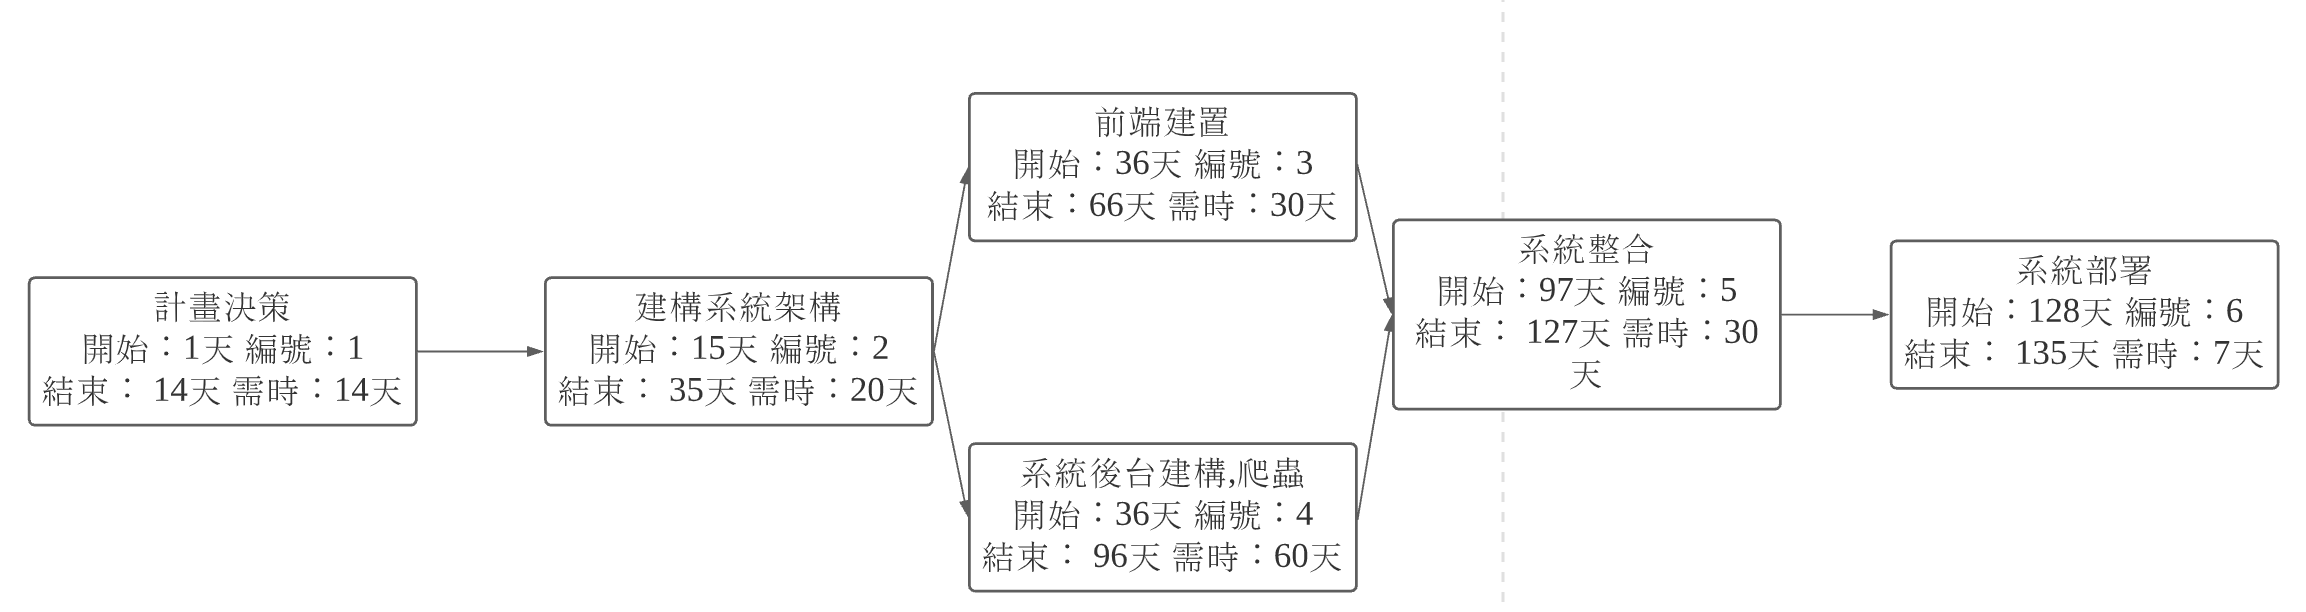 計畫決策
開始：1天 編號：1
結束： 14天 需時：14天
建構系統架構
開始：15天 編號：2
結束： 35天 需時：20天
前端建置
開始：36天 編號：3
結束：66天 需時：30天
系統後台建構,爬蟲
開始：36天 編號：4
結束： 96天 需時：60天
系統整合
開始：97天 編號：5
結束： 127天 需時：30
天
系統部署
開始：128天 編號：6
結束： 135天 需時：7天